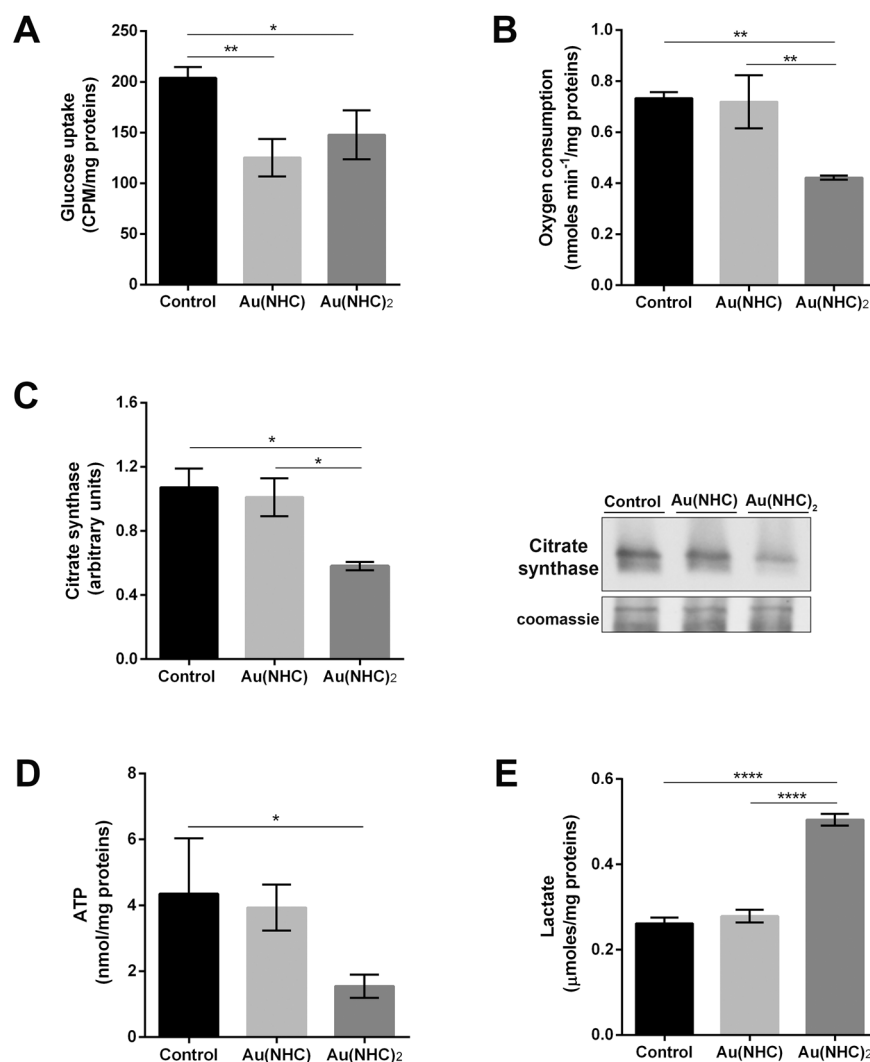 A
Glucose uptake
(CPM/mg proteins)
250
200
150
100
50
0
*
**
Control Au(NHC) Au(NHC)2
B
Oxygen consumption
(nmoles min-1/mg proteins)
1.0
0.8
0.6
0.4
0.2
0.0
**
**
Control Au(NHC) Au(NHC)2
C
Citrate synthase
(arbitrary units)
1.6
1.2
0.8
0.4
0.0
*
*
Control Au(NHC) Au(NHC)2
Control Au(NHC) Au(NHC)2
Citrate
synthase
coomassie
D
ATP
(nmol/mg proteins)
8
6
4
2
0
*
Control Au(NHC) Au(NHC)2
E
Lactate
(µmoles/mg proteins)
0.6
0.4
0.2
0.0
****
****
Control Au(NHC) Au(NHC)2